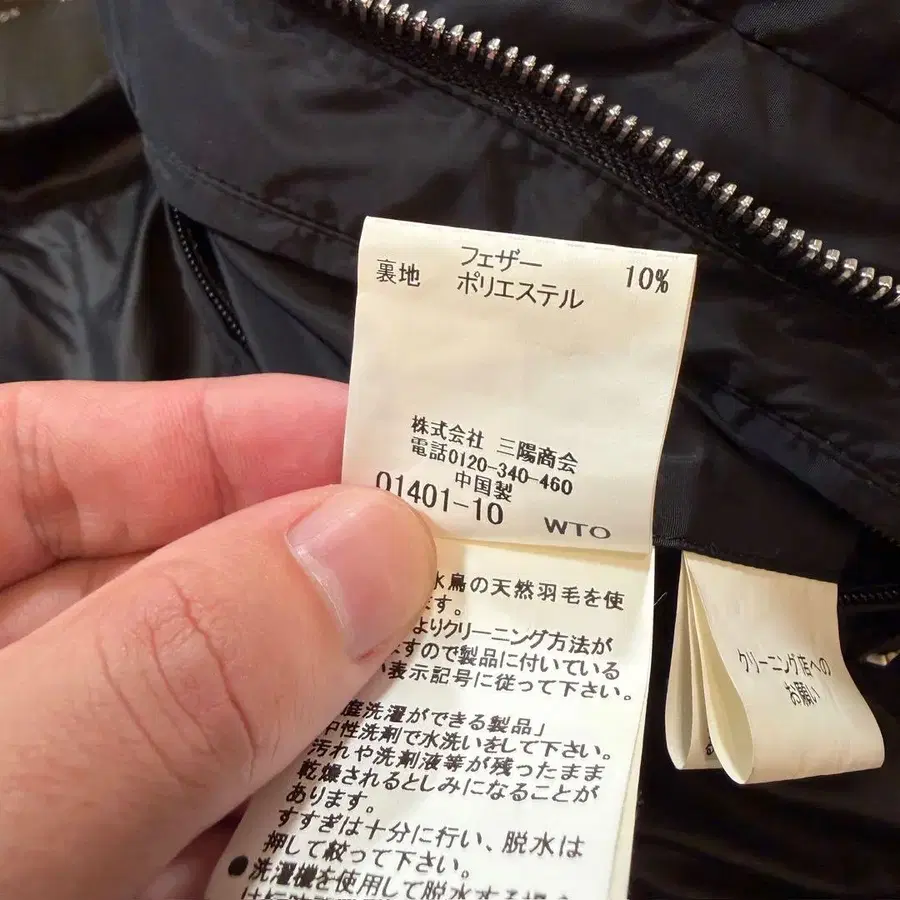 フェザー 10%
裏地 ポリエステル
株式会社 三陽商会
電話0120-340-460
中国製
01401-10 WTO
水鳥の天然羽毛を使
ます。
よりクリーニング方法が
ますので製品に付いている
い表示記号に従って下さい。
産洗濯ができる製品」
中性洗剤で水洗いをして下さい。
汚れや洗剤液等が残ったまま
乾燥されるとしみになることが
あります。
すすぎは十分に行い、脱水は
押して絞って下さい。
●洗濯機を使用して脱水する場合
クリーニング店への
お願い